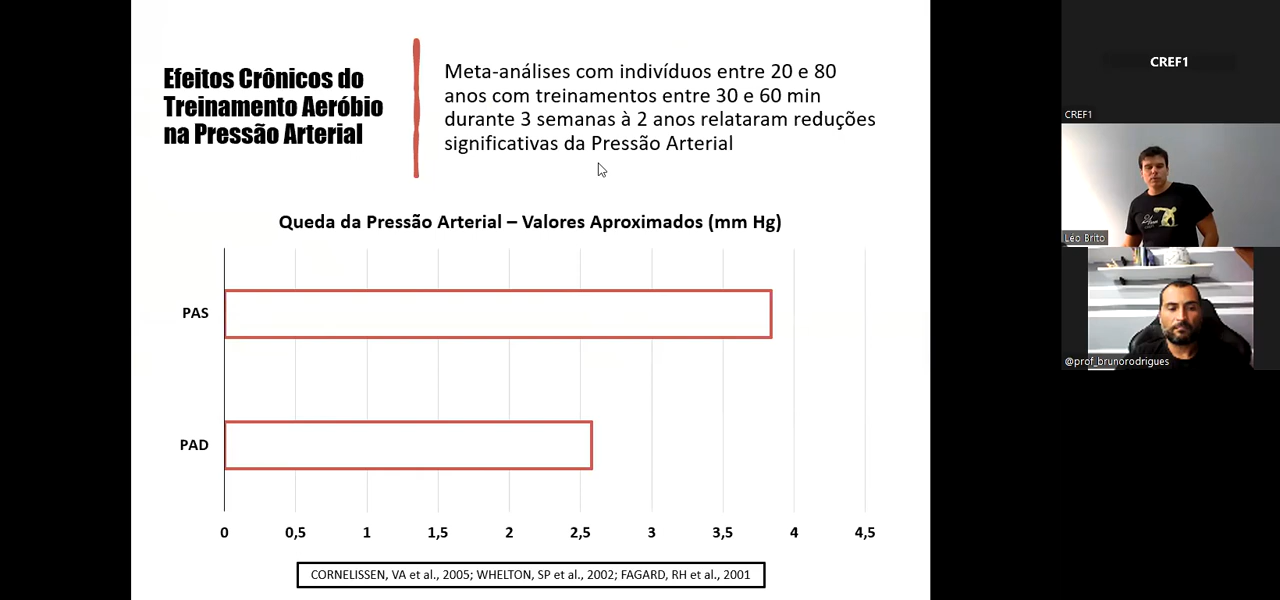 Efeitos Crônicos do
Treinamento Aeróbio
na Pressão Arterial
Meta-análises com indivíduos entre 20 e 80
anos com treinamentos entre 30 e 60 min
durante 3 semanas à 2 anos relataram reduções
significativas da Pressão Arterial
Queda da Pressão Arterial – Valores Aproximados (mm Hg)
PAS
PAD
0 0,5 1 1,5 2 2,5 3 3,5 4 4,5
CORNELISSEN, VA et al., 2005; WHELTON, SP et al., 2002; FAGARD, RH et al., 2001
CREF1
CREF1
Léo Brito
@prof_brunorodrigues